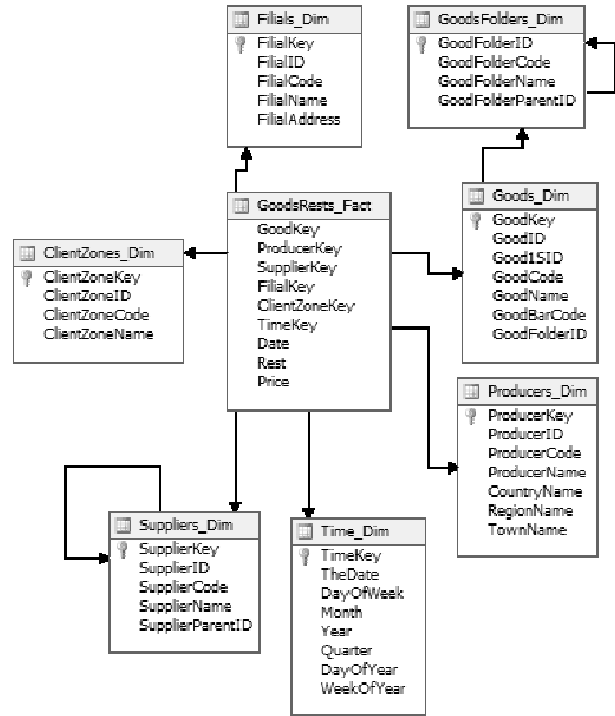 Filials_Dim
FilialKey
FilialID
FilialCode
FilialName
FilialAddress
GoodsFolders_Dim
GoodFolderID
GoodFolderCode
GoodFolderName
GoodFolderParentID
GoodsRests_Fact
GoodKey
ProducerKey
SupplierKey
FilialKey
ClientZoneKey
TimeKey
Date
Rest
Price
Goods_Dim
GoodKey
GoodID
Good1SID
GoodCode
GoodName
GoodBarCode
GoodFolderID
ClientZones_Dim
ClientZoneKey
ClientZoneID
ClientZoneCode
ClientZoneName
Producers_Dim
ProducerKey
ProducerID
ProducerCode
ProducerName
CountryName
RegionName
TownName
Suppliers_Dim
SupplierKey
SupplierID
SupplierCode
SupplierName
SupplierParentID
Time_Dim
TimeKey
TheDate
DayOfWeek
Month
Year
Quarter
DayOfYear
WeekOfYear